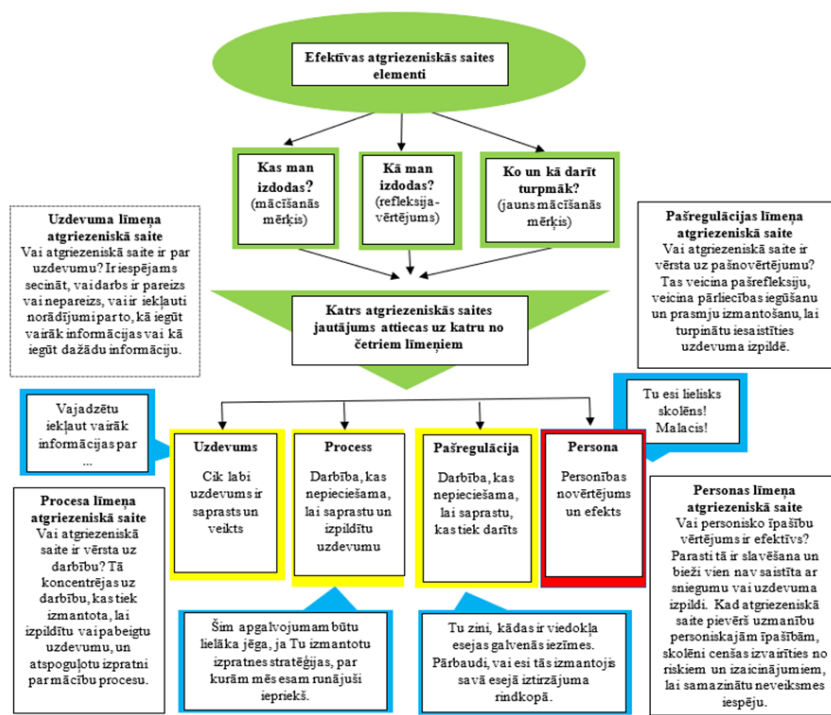 Efektīvas atgriezeniskās saites
elementi
Kas man
izdodas?
(mācīšanās
mērķis)
Kā man
izdodas?
(refleksija-
vērtējums)
Ko un kā darīt
turpmāk?
(jauns mācīšanās
mērķis)
Uzdevuma līmeņa
atgriezeniskā saite
Vai atgriezeniskā saite ir par
uzdevumu? Ir iespējams
secināt, vai darbs ir pareizs
vai nepareizs, vai ir iekļauti
norādījumi par to, kā iegūt
vairāk informācijas vai kā
iegūt dažādu informāciju.
Pašregulācijas līmeņa
atgriezeniskā saite
Vai atgriezeniskā saite ir
vērsta uz pašnovērtējumu?
Tas veicina pašrefleksiju,
veicina pārliecības iegūšanu
un prasmju izmantošanu, lai
turpinātu iesaistīties
uzdevuma izpildē.
Katrs atgriezeniskās saites
jautājums attiecas uz katru no
četriem līmeņiem
Vajadzētu
iekļaut vairāk
informācijas par
...
Tu esi lielisks
skolēns!
Malacis!
Uzdevums
Cik labi
uzdevums ir
saprasts un
veikts
Process
Darbība, kas
nepieciešama,
lai saprastu un
izpildītu
uzdevumu
Pašregulācija
Darbība, kas
nepieciešama,
lai saprastu,
kas tiek darīts
Persona
Personības
novērtējums
un efekts
Procesa līmeņa
atgriezeniskā saite
Vai atgriezeniskā
saite ir vērsta uz
darbību? Tā
koncentrējas uz
darbību, kas tiek
izmantota, lai
izpildītu vai pabeigtu
uzdevumu, un
atspoguļotu izpratni
par mācību procesu.
Personas līmeņa
atgriezeniskā saite
Vai personisko īpašību
vērtējums ir efektīvs?
Parasti tā ir slavēšana un
bieži vien nav saistīta ar
sniegumu vai uzdevuma
izpildi. Kad atgriezeniskā
saite pievērš uzmanību
personiskajām īpašībām,
skolēni cenšas izvairīties no
riskiem un izaicinājumiem,
lai samazinātu neveiksmes
iespēju.
Šim apgalvojumam būtu
lielāka jēga, ja Tu izmantotu
izpratnes stratēģijas, par
kurām mēs esam runājuši
iepriekš.
Tu zini, kādas ir viedokļa
esejas galvenās iezīmes.
Pārbaudi, vai esi tās izmantojis
savā esejā iztirzājuma
rindkopā.